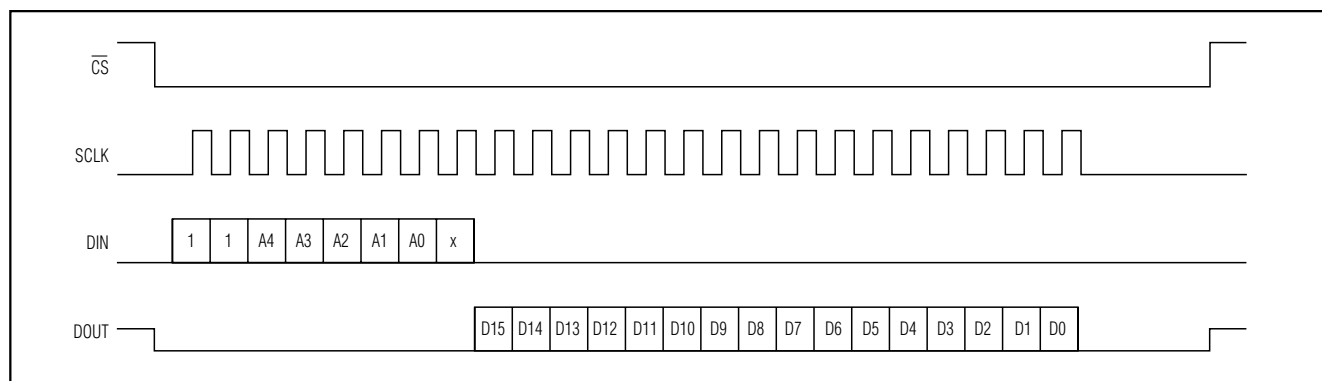 C̅S̅
SCLK
DIN 1 1 A4 A3 A2 A1 A0 x
DOUT D15 D14 D13 D12 D11 D10 D9 D8 D7 D6 D5 D4 D3 D2 D1 D0